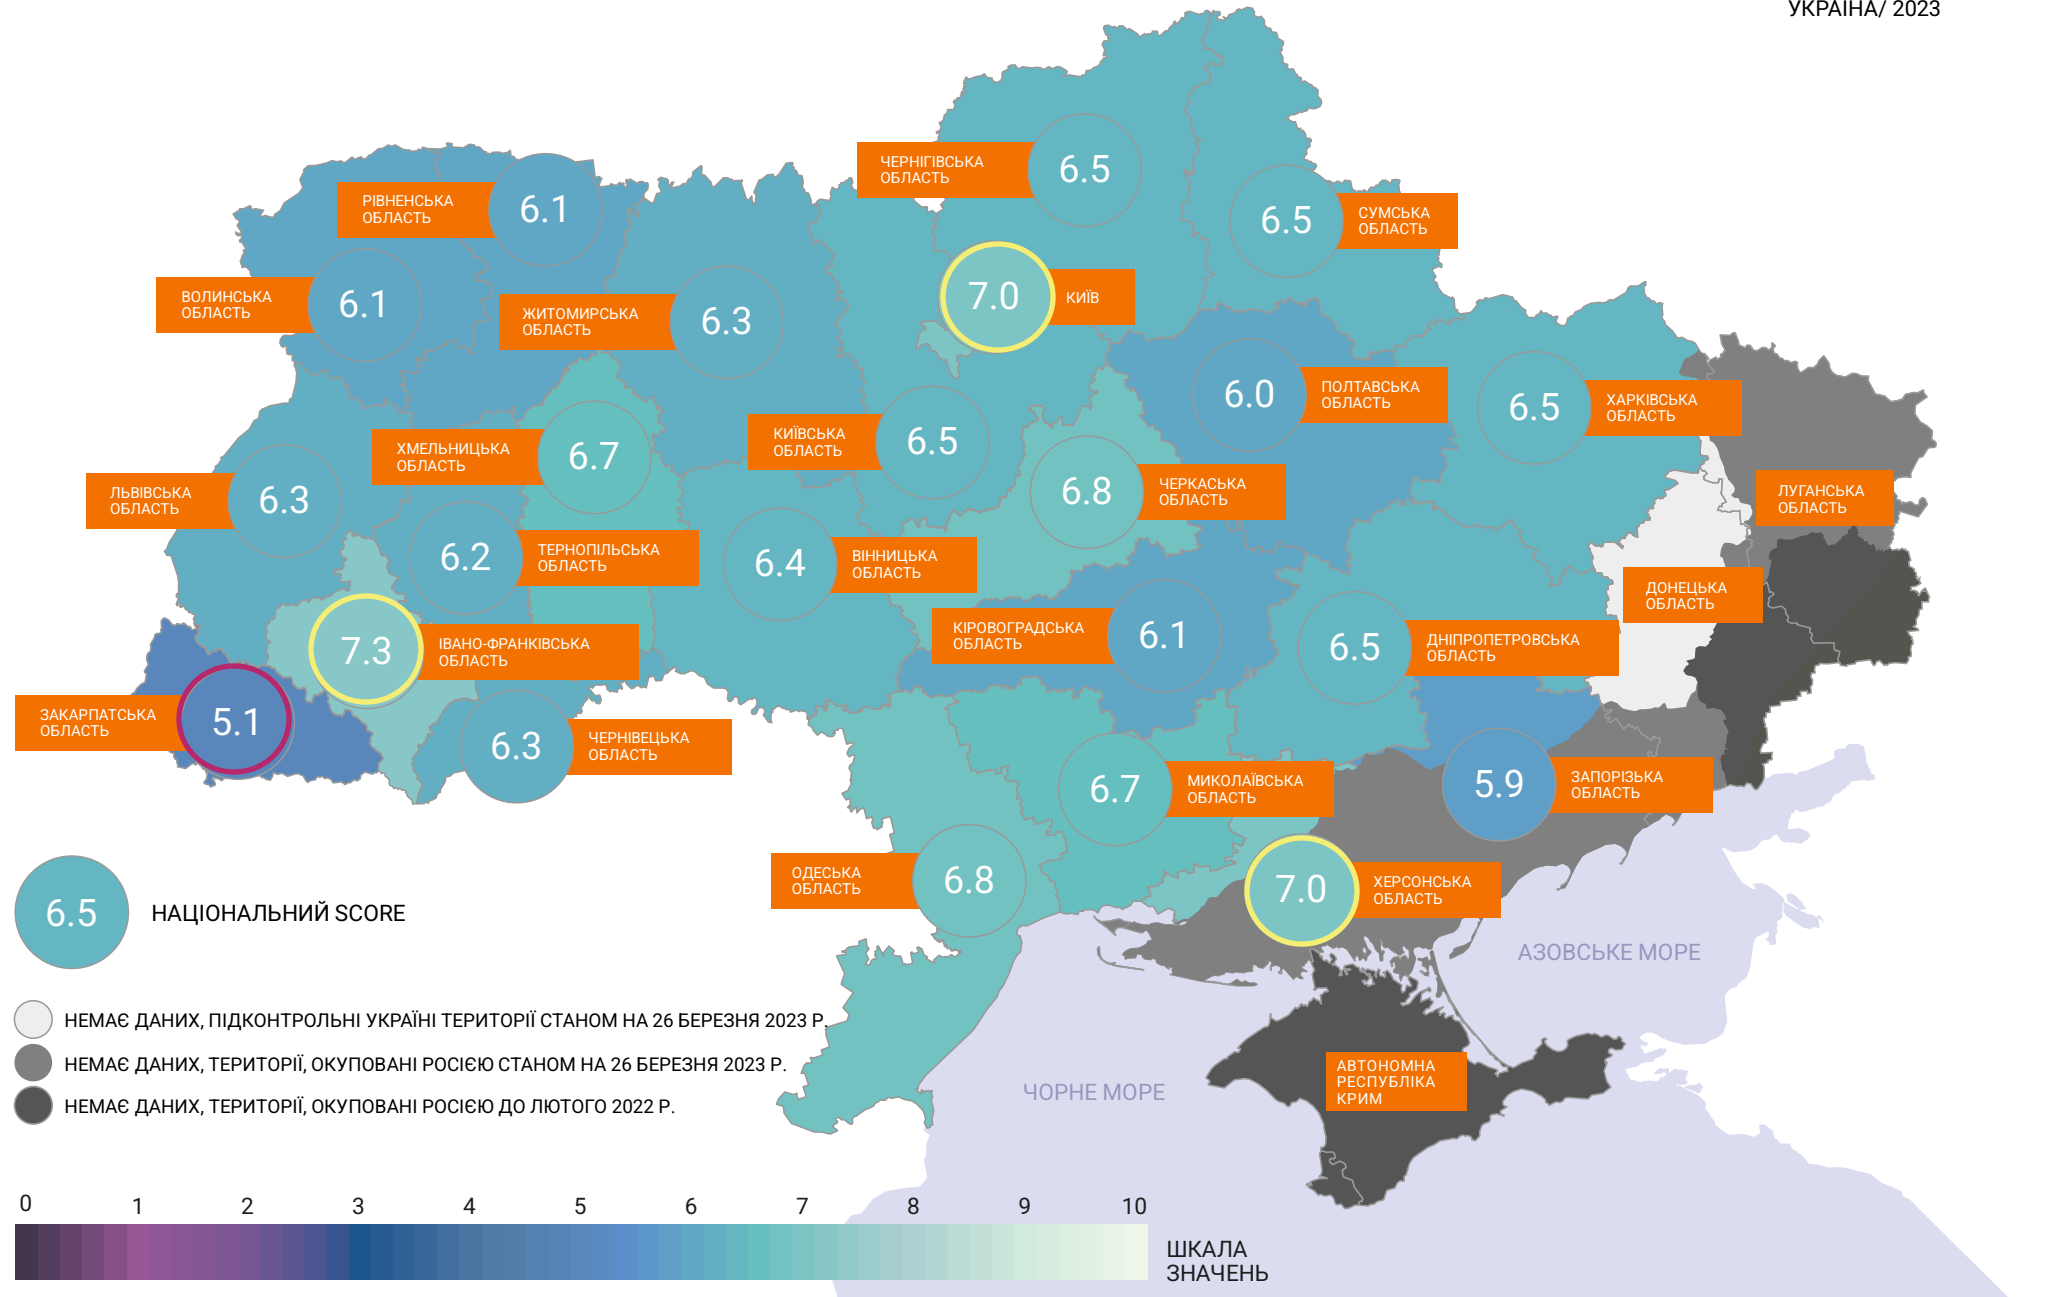 УКРАЇНА/ 2023
ЧЕРНІГІВСЬКА
ОБЛАСТЬ
6.5
РІВНЕНСЬКА
ОБЛАСТЬ
6.1
6.5
СУМСЬКА
ОБЛАСТЬ
ВОЛИНСЬКА
ОБЛАСТЬ
6.1
ЖИТОМИРСЬКА
ОБЛАСТЬ
6.3
7.0
КИЇВ
6.0
ПОЛТАВСЬКА
ОБЛАСТЬ
6.5
ХАРКІВСЬКА
ОБЛАСТЬ
ХМЕЛЬНИЦЬКА
ОБЛАСТЬ
6.7
КИЇВСЬКА
ОБЛАСТЬ
6.5
6.8
ЧЕРКАСЬКА
ОБЛАСТЬ
ЛУГАНСЬКА
ОБЛАСТЬ
ЛЬВІВСЬКА
ОБЛАСТЬ
6.3
6.2
ТЕРНОПІЛЬСЬКА
ОБЛАСТЬ
6.4
ВІННИЦЬКА
ОБЛАСТЬ
ДОНЕЦЬКА
ОБЛАСТЬ
7.3
ІВАНО-ФРАНКІВСЬКА
ОБЛАСТЬ
КІРОВОГРАДСЬКА
ОБЛАСТЬ
6.1
6.5
ДНІПРОПЕТРОВСЬКА
ОБЛАСТЬ
ЗАКАРПАТСЬКА
ОБЛАСТЬ
5.1
6.3
ЧЕРНІВЕЦЬКА
ОБЛАСТЬ
6.7
МИКОЛАЇВСЬКА
ОБЛАСТЬ
5.9
ЗАПОРІЗЬКА
ОБЛАСТЬ
ОДЕСЬКА
ОБЛАСТЬ
6.8
7.0
ХЕРСОНСЬКА
ОБЛАСТЬ
6.5
НАЦІОНАЛЬНИЙ SCORE
АЗОВСЬКЕ МОРЕ
НЕМАЄ ДАНИХ, ПІДКОНТРОЛЬНІ УКРАЇНІ ТЕРИТОРІЇ СТАНОМ НА 26 БЕРЕЗНЯ 2023 Р.
НЕМАЄ ДАНИХ, ТЕРИТОРІЇ, ОКУПОВАНІ РОСІЄЮ СТАНОМ НА 26 БЕРЕЗНЯ 2023 Р.
НЕМАЄ ДАНИХ, ТЕРИТОРІЇ, ОКУПОВАНІ РОСІЄЮ ДО ЛЮТОГО 2022 Р.
ЧОРНЕ МОРЕ
АВТОНОМНА
РЕСПУБЛІКА
КРИМ
0 1 2 3 4 5 6 7 8 9 10
ШКАЛА
ЗНАЧЕНЬ